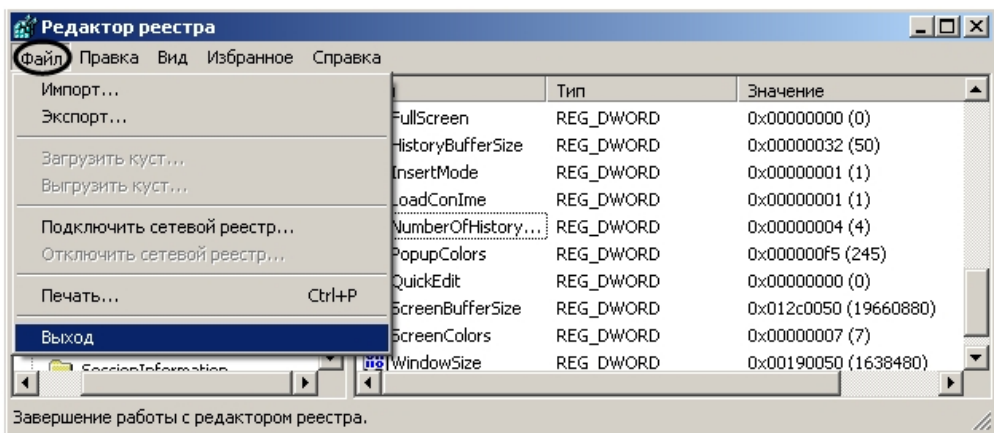 Редактор реестра
Файл Правка Вид Избранное Справка
Импорт...
Экспорт...
Загрузить куст...
Выгрузить куст...
Подключить сетевой реестр...
Отключить сетевой реестр...
Печать... Ctrl+P
Выход
Тип Значение
FullScreen REG_DWORD 0x00000000 (0)
HistoryBufferSize REG_DWORD 0x00000032 (50)
InsertMode REG_DWORD 0x00000001 (1)
LoadConIme REG_DWORD 0x00000001 (1)
NumberOfHistory... REG_DWORD 0x00000004 (4)
PopupColors REG_DWORD 0x000000f5 (245)
QuickEdit REG_DWORD 0x00000000 (0)
ScreenBufferSize REG_DWORD 0x012c0050 (19660880)
ScreenColors REG_DWORD 0x00000007 (7)
WindowSize REG_DWORD 0x00190050 (1638480)
SessionInformation
Завершение работы с редактором реестра.